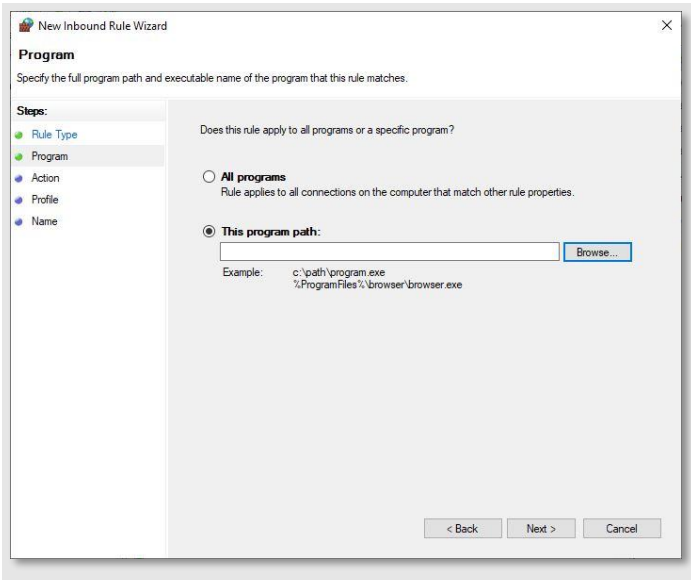 New Inbound Rule Wizard
Program
Specify the full program path and executable name of the program that this rule matches.
Steps:
Rule Type
Program
Action
Profile
Name
Does this rule apply to all programs or a specific program?
All programs
Rule applies to all connections on the computer that match other rule properties.
This program path:
Browse...
Example: c:\path\program.exe
%ProgramFiles%\browser\browser.exe
< Back Next > Cancel